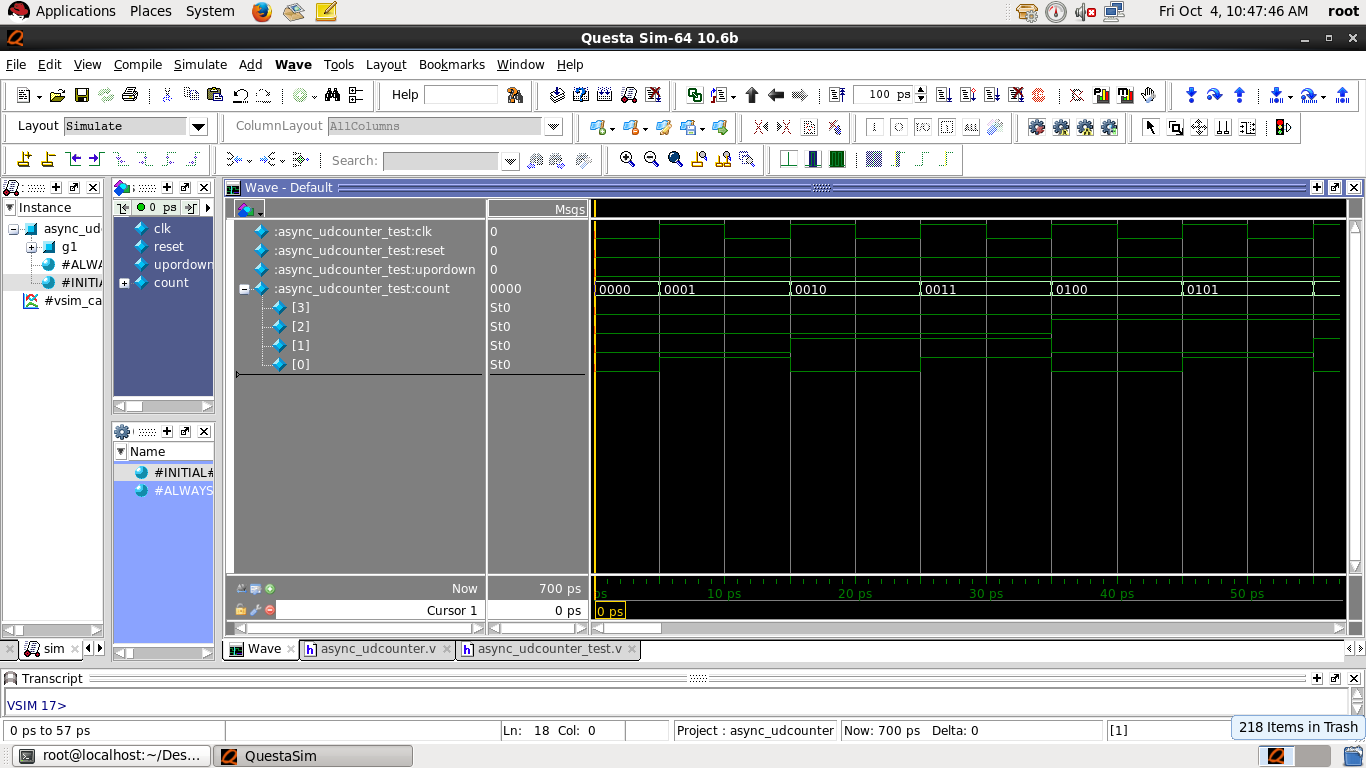 Applications Places System Fri Oct 4, 10:47:46 AM root
Questa Sim-64 10.6b
File Edit View Compile Simulate Add Wave Tools Layout Bookmarks Window Help
Help 100 ps
Layout Simulate ColumnLayout AllColumns
Search:
Wave - Default
Instance 0 ps Msgs
async_ud
g1
#ALWA
#INITIA
#vsim_ca
clk
reset
upordown
count
:async_udcounter_test:clk 0
:async_udcounter_test:reset 0
:async_udcounter_test:upordown 0
:async_udcounter_test:count 0000 0000 0001 0010 0011 0100 0101
[3] St0
[2] St0
[1] St0
[0] St0
Name
#INITIAL#
#ALWAYS
Now 700 ps ps 10 ps 20 ps 30 ps 40 ps 50 ps
Cursor 1 0 ps 0 ps
sim Wave async_udcounter.v async_udcounter_test.v
Transcript
VSIM 17>
0 ps to 57 ps Ln: 18 Col: 0 Project : async_udcounter Now: 700 ps Delta: 0 [1]
218 Items in Trash
root@localhost:~/Des... QuestaSim